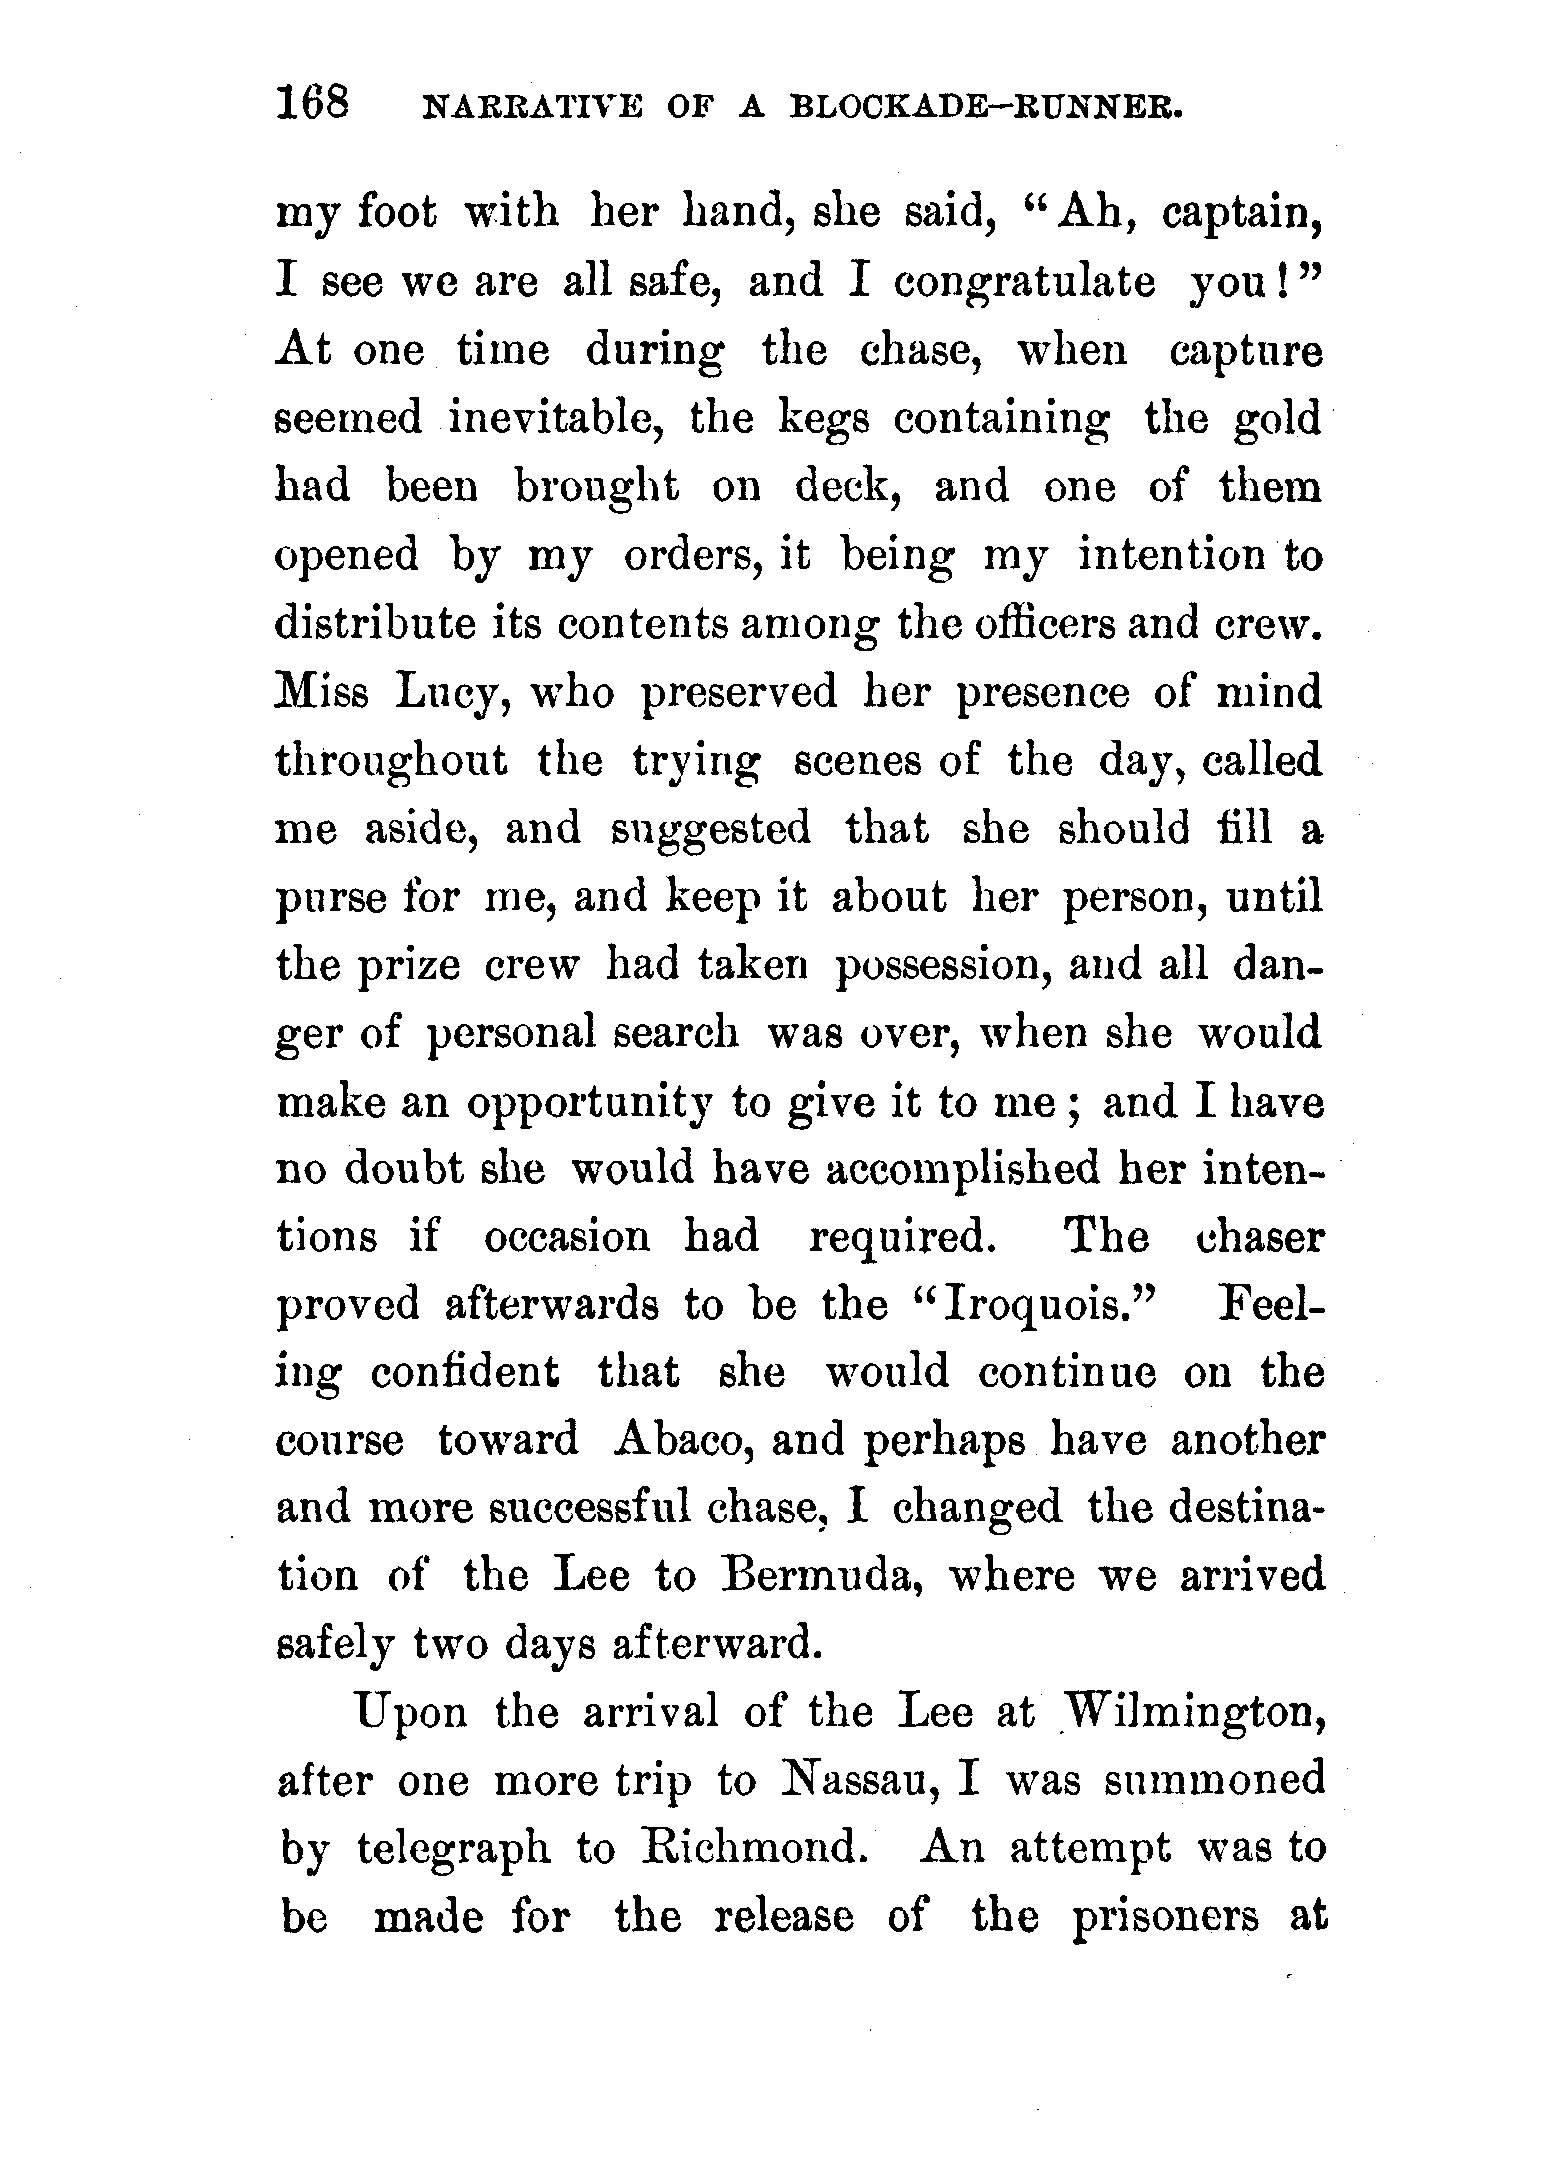 168 NARRATIVE OF A BLOCKADE-RUNNER.
my foot with her hand, she said, “Ah, captain,
I see we are all safe, and I congratulate you!”
At one time during the chase, when capture
seemed inevitable, the kegs containing the gold
had been brought on deck, and one of them
opened by my orders, it being my intention to
distribute its contents among the officers and crew.
Miss Lucy, who preserved her presence of mind
throughout the trying scenes of the day, called
me aside, and suggested that she should fill a
purse for me, and keep it about her person, until
the prize crew had taken possession, and all dan-
ger of personal search was over, when she would
make an opportunity to give it to me; and I have
no doubt she would have accomplished her inten-
tions if occasion had required. The chaser
proved afterwards to be the “Iroquois.” Feel-
ing confident that she would continue on the
course toward Abaco, and perhaps have another
and more successful chase, I changed the destina-
tion of the Lee to Bermuda, where we arrived
safely two days afterward.
Upon the arrival of the Lee at Wilmington,
after one more trip to Nassau, I was summoned
by telegraph to Richmond. An attempt was to
be made for the release of the prisoners at